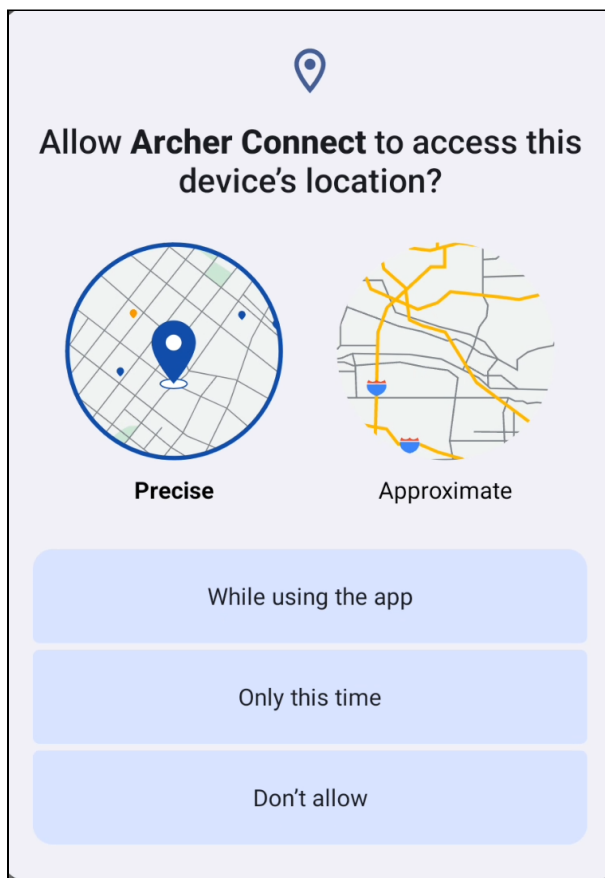 Allow Archer Connect to access this
device’s location?
Precise
Approximate
While using the app
Only this time
Don’t allow